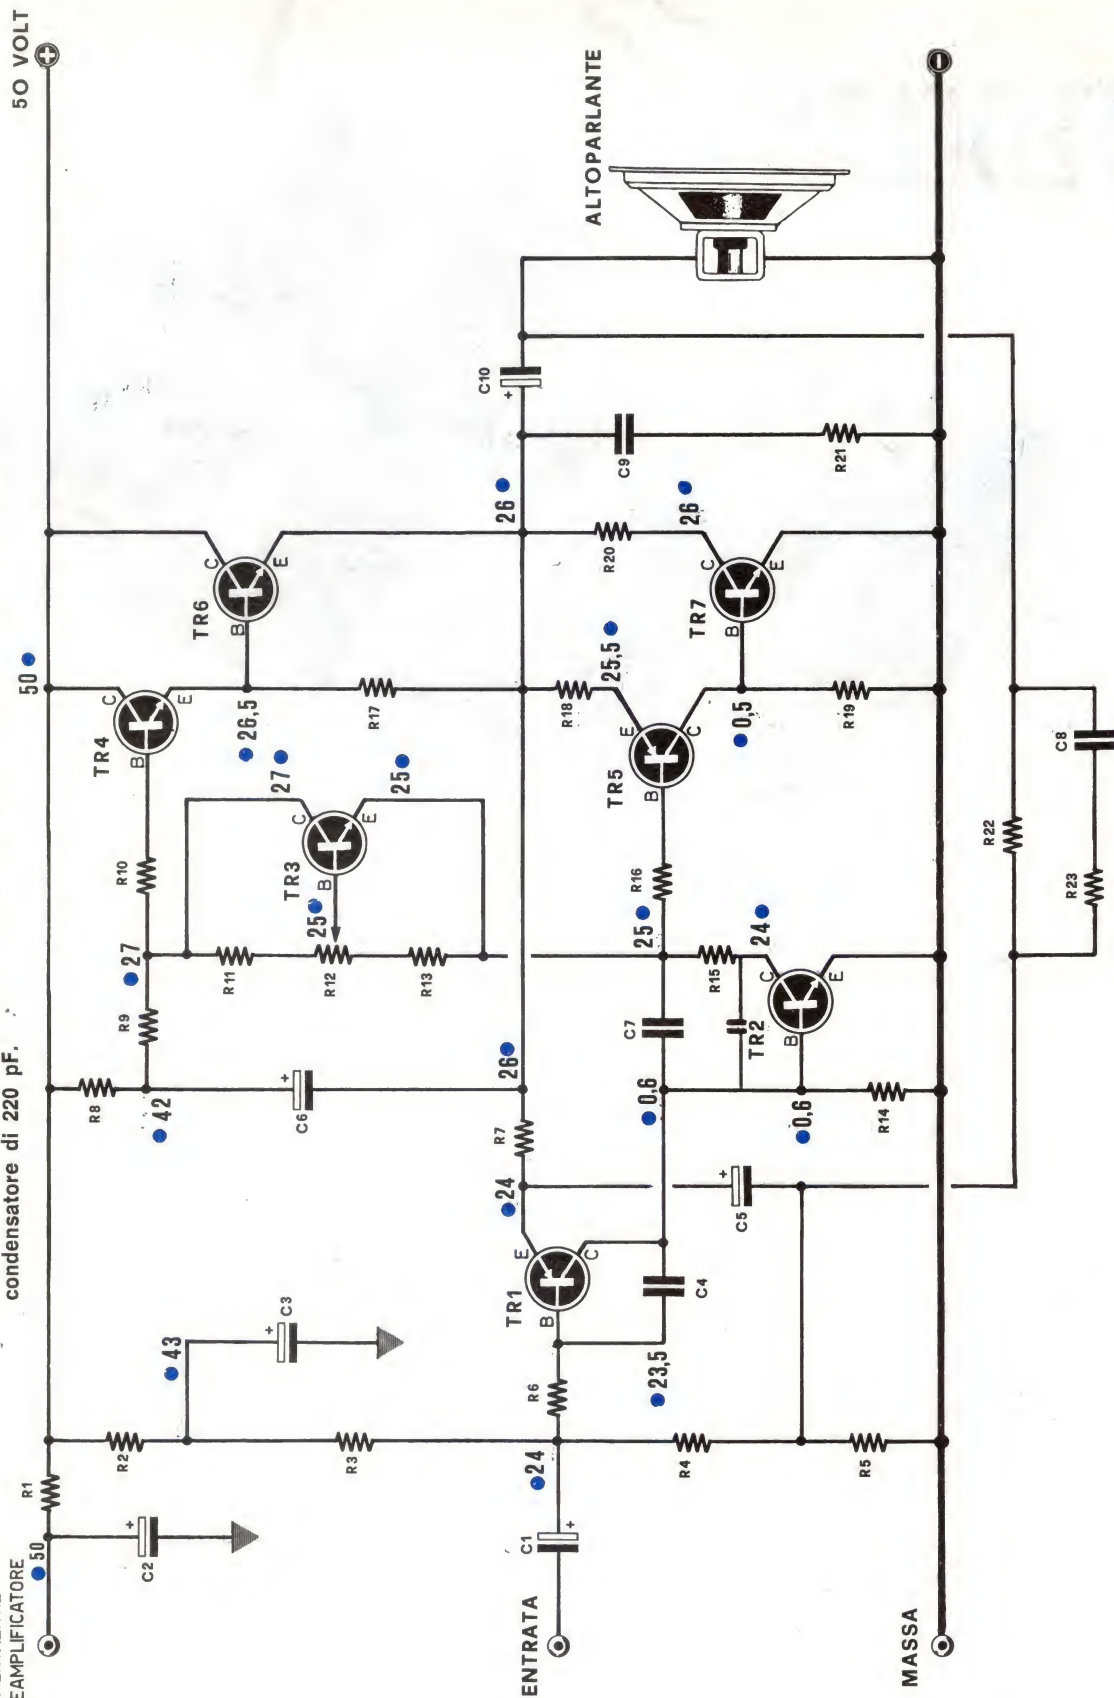 condensatore di 220 pF.
EAMPLIFICATORE
50 VOLT
+
50
R1
C2
+
R2
43
C3
+
R3
ENTRATA
C1
+
24
R6
R4
R5
23,5
C4
TR1
B
E
C
24
R7
26
C5
+
R8
42
C6
+
R9
27
R10
R11
R12
R13
25
TR3
B
C
E
27
25
TR4
B
C
E
50
26,5
R17
TR6
B
C
E
26
C7
0,6
0,6
R14
TR2
B
C
E
R15
24
25
R16
TR5
B
E
C
R18
25,5
0,5
R19
TR7
B
C
E
R20
26
C9
R21
C10
+
ALTOPARLANTE
R22
R23
C8
MASSA
-